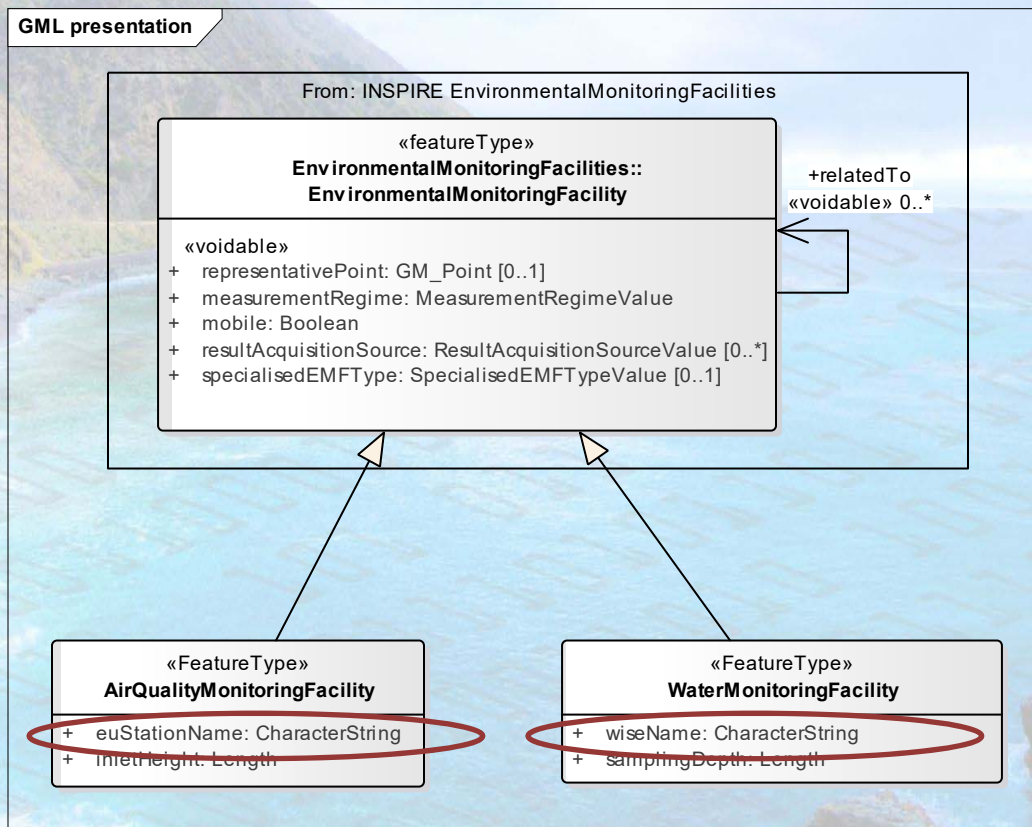 GML presentation
From: INSPIRE EnvironmentalMonitoringFacilities
«featureType»
EnvironmentalMonitoringFacilities::
EnvironmentalMonitoringFacility
+relatedTo
«voidable» 0..*
«voidable»
+ representativePoint: GM_Point [0..1]
+ measurementRegime: MeasurementRegimeValue
+ mobile: Boolean
+ resultAcquisitionSource: ResultAcquisitionSourceValue [0..*]
+ specialisedEMFType: SpecialisedEMFTypeValue [0..1]
«FeatureType»
AirQualityMonitoringFacility
+ euStationName: CharacterString
+ inletHeight: Length
«FeatureType»
WaterMonitoringFacility
+ wiseName: CharacterString
+ samplingDepth: Length